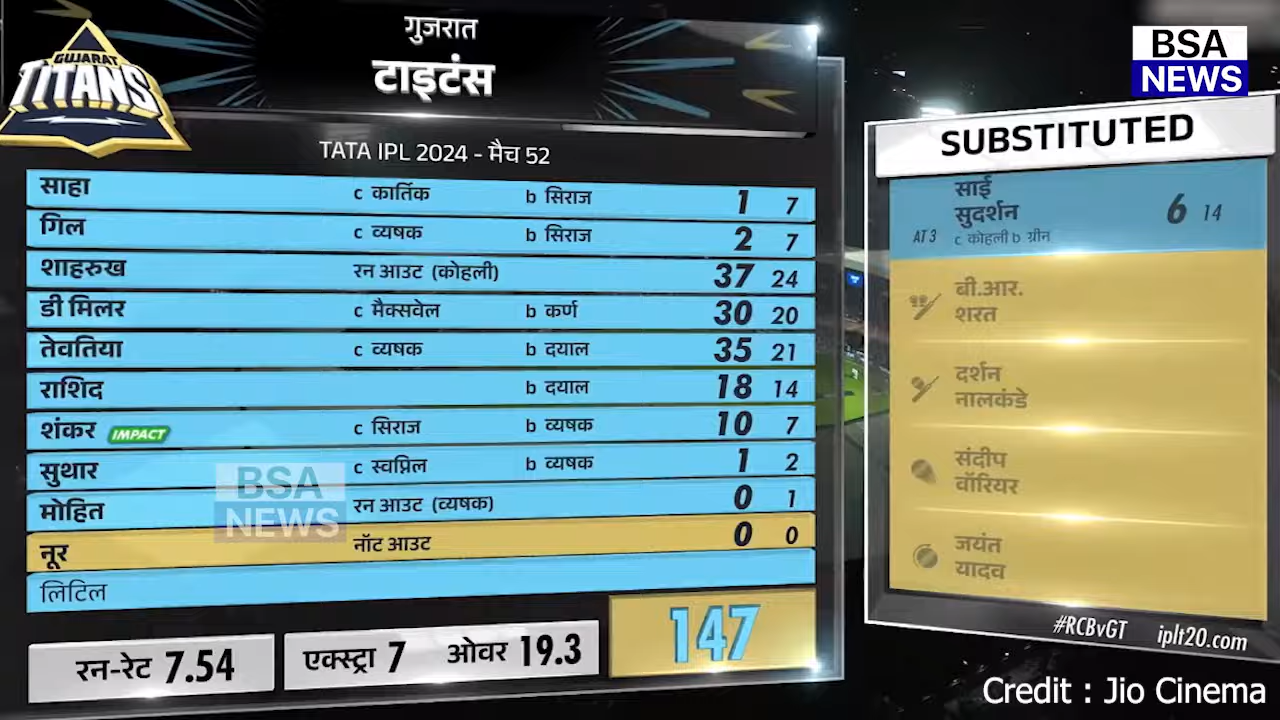 गुजरात
टाइटंस
GUJARAT
TITANS
BSA
NEWS
TATA IPL 2024 - मैच 52
साहा c कार्तिक b सिराज 1 7
गिल c व्यषक b सिराज 2 7
शाहरुख रन आउट (कोहली) 37 24
डी मिलर c मैक्सवेल b कर्ण 30 20
तेवतिया c व्यषक b दयाल 35 21
राशिद b दयाल 18 14
शंकर IMPACT c सिराज b व्यषक 10 7
सुथार c स्वप्निल b व्यषक 1 2
मोहित रन आउट (व्यषक) 0 1
नूर नॉट आउट 0 0
लिटिल
BSA
NEWS
रन-रेट 7.54 एक्स्ट्रा 7 ओवर 19.3 147
SUBSTITUTED
साई
सुदर्शन 6 14
AT 3 c कोहली b ग्रीन
बी.आर.
शरत
दर्शन
नालकंडे
संदीप
वॉरियर
जयंत
यादव
#RCBvGT iplt20.com
Credit : Jio Cinema